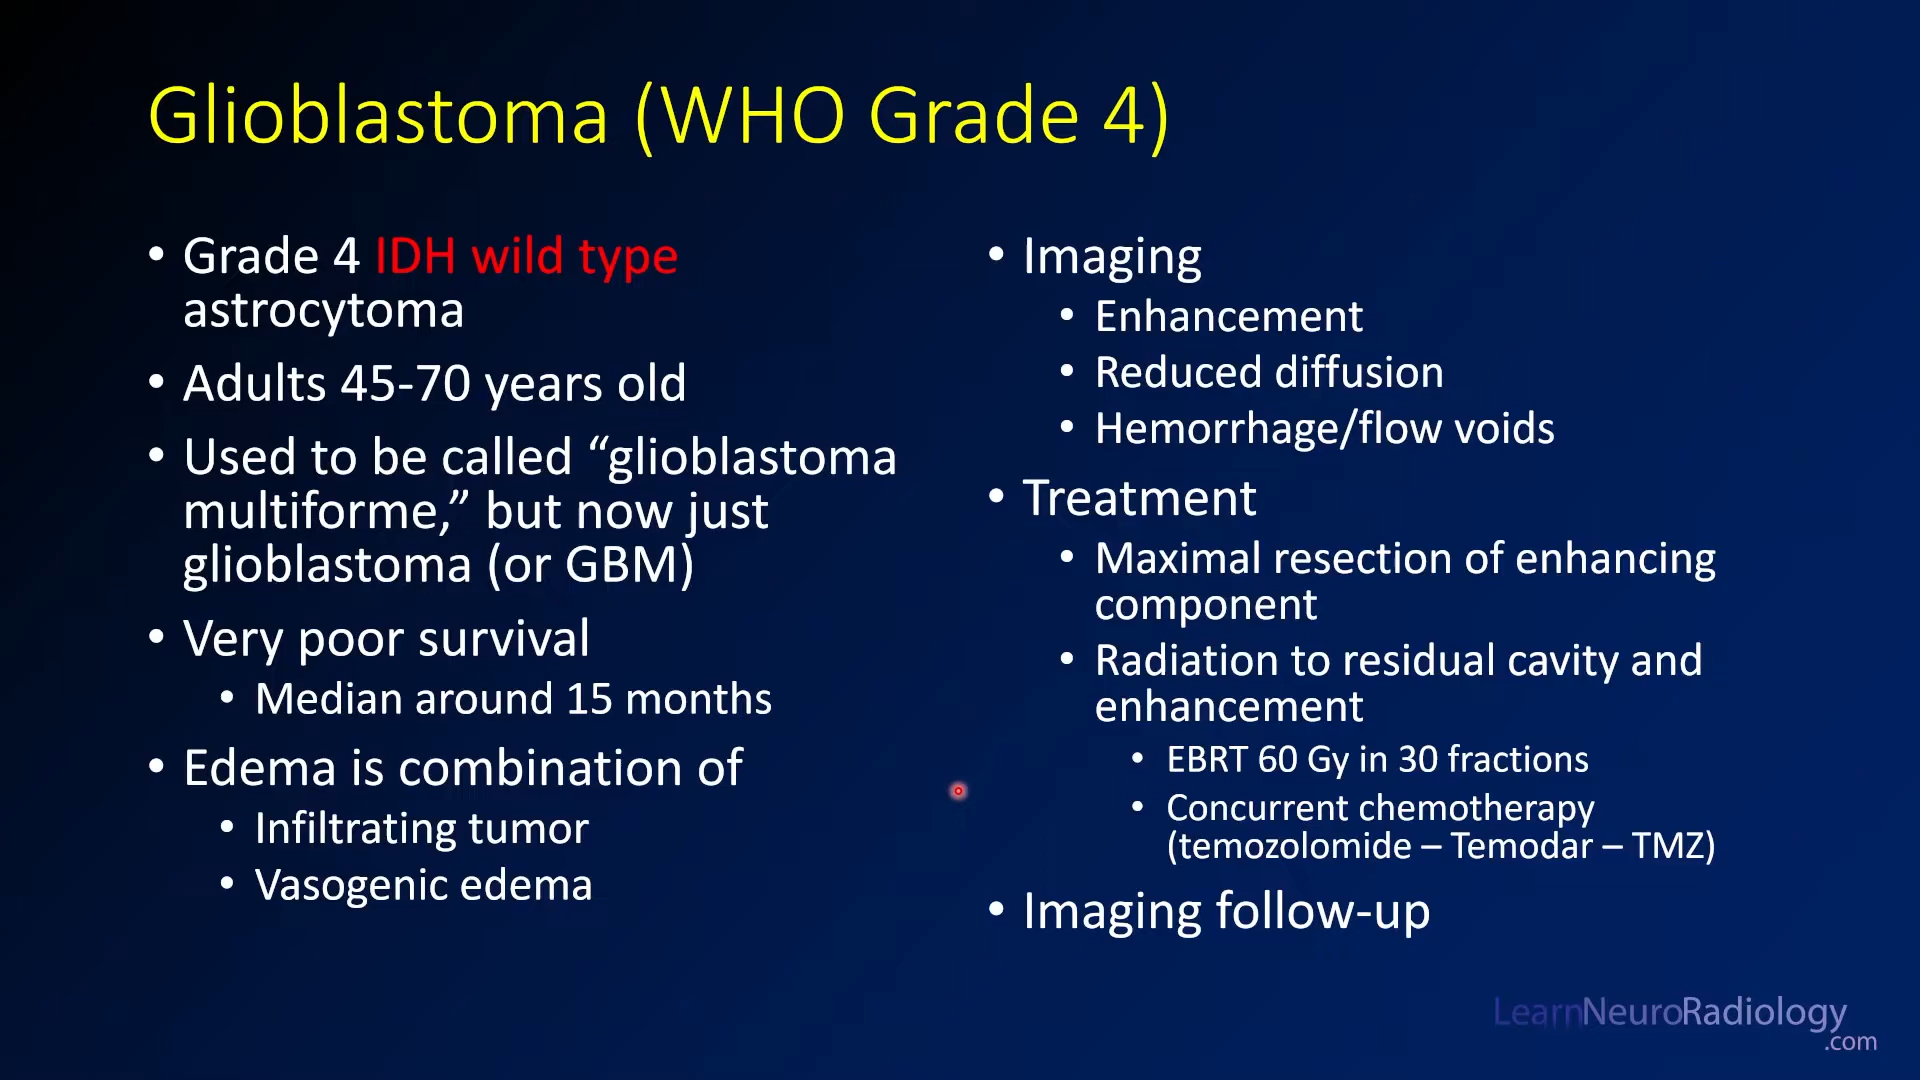 Glioblastoma (WHO Grade 4)
• Grade 4 IDH wild type
astrocytoma
• Adults 45-70 years old
• Used to be called “glioblastoma
multiforme,” but now just
glioblastoma (or GBM)
• Very poor survival
• Median around 15 months
• Edema is combination of
• Infiltrating tumor
• Vasogenic edema
• Imaging
• Enhancement
• Reduced diffusion
• Hemorrhage/flow voids
• Treatment
• Maximal resection of enhancing
component
• Radiation to residual cavity and
enhancement
• EBRT 60 Gy in 30 fractions
• Concurrent chemotherapy
(temozolomide – Temodar – TMZ)
• Imaging follow-up
LearnNeuroRadiology
.com